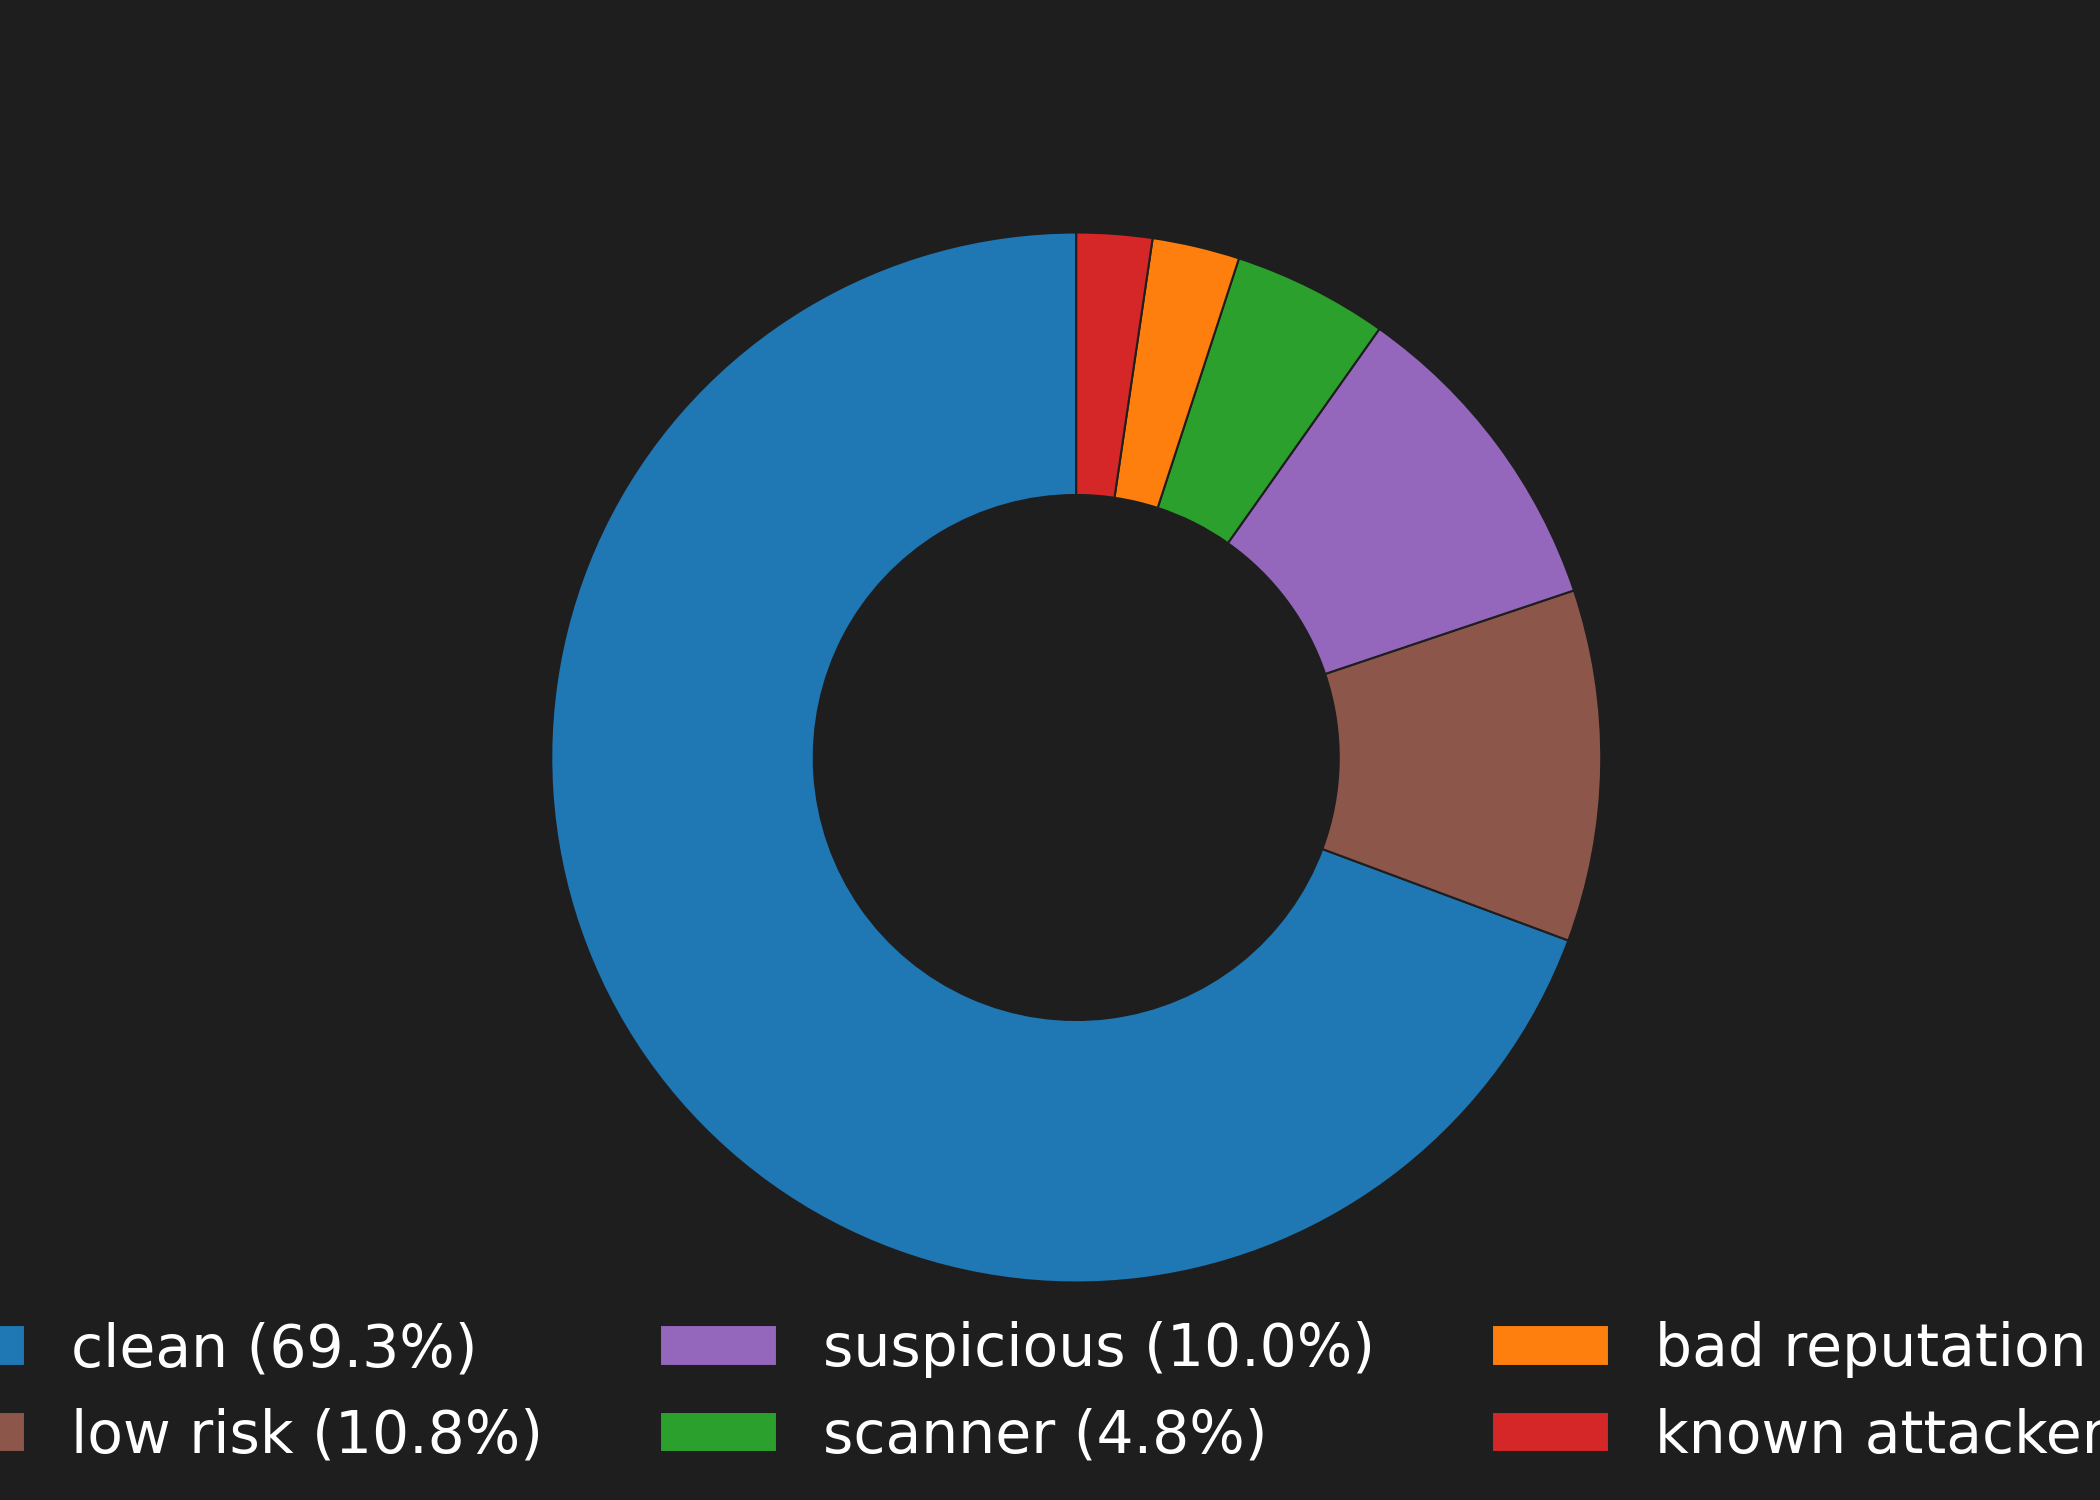 clean (69.3%) suspicious (10.0%) bad reputation
low risk (10.8%) scanner (4.8%) known attacker